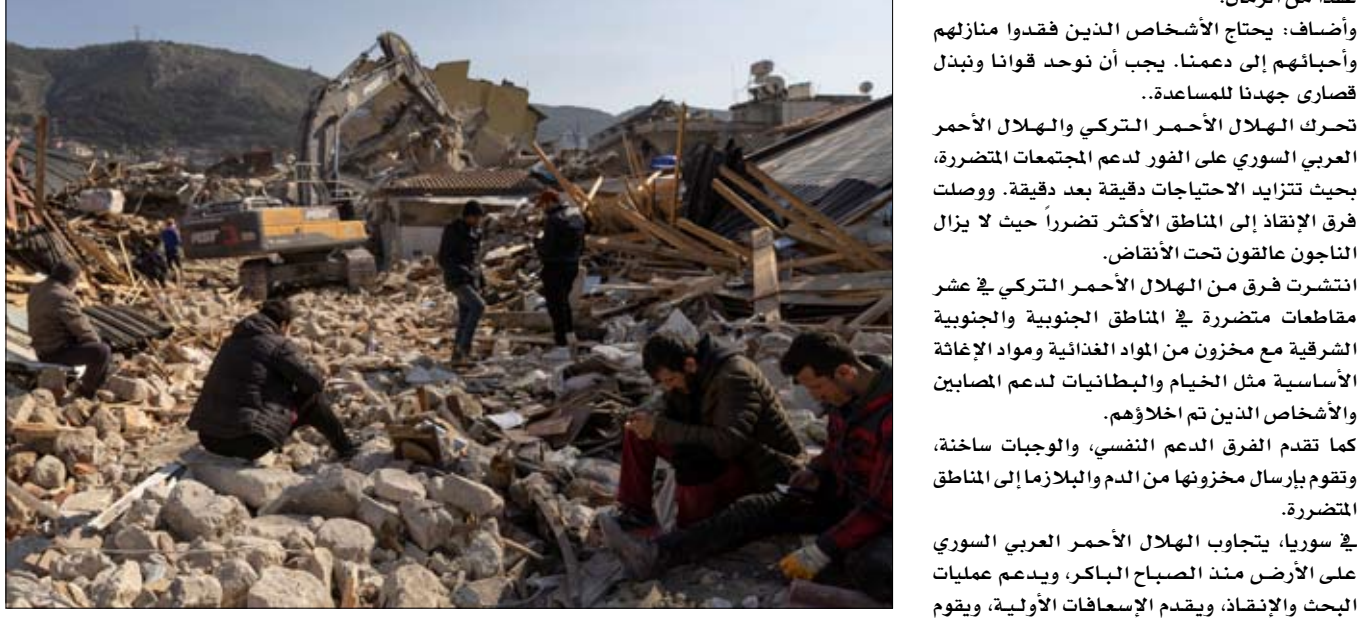 عقداً من الزمان.
وأضاف: يحتاج الأشخاص الذين فقدوا منازلهم
وأحبائهم إلى دعمنا. يجب أن نوحد قوانا ونبذل
قصارى جهدنا للمساعدة..
تحرك الهلال الأحمر التركي والهلال الأحمر
العربي السوري على الفور لدعم المجتمعات المتضررة،
بحيث تتزايد الاحتياجات دقيقة بعد دقيقة. ووصلت
فرق الإنقاذ إلى المناطق الأكثر تضرراً حيث لا يزال
الناجون عالقون تحت الأنقاض.
انتشرت فرق من الهلال الأحمر التركي في عشر
مقاطعات متضررة في المناطق الجنوبية والجنوبية
الشرقية مع مخزون من المواد الغذائية ومواد الإغاثة
الأساسية مثل الخيام والبطانيات لدعم المصابين
والأشخاص الذين تم اخلاؤهم.
كما تقدم الفرق الدعم النفسي، والوجبات ساخنة،
وتقوم بإرسال مخزونها من الدم والبلازما إلى المناطق
المتضررة.
في سوريا، يتجاوب الهلال الأحمر العربي السوري
على الأرض منذ الصباح الباكر، ويدعم عمليات
البحث والإنقاذ، ويقدم الإسعافات الأولية، ويقوم